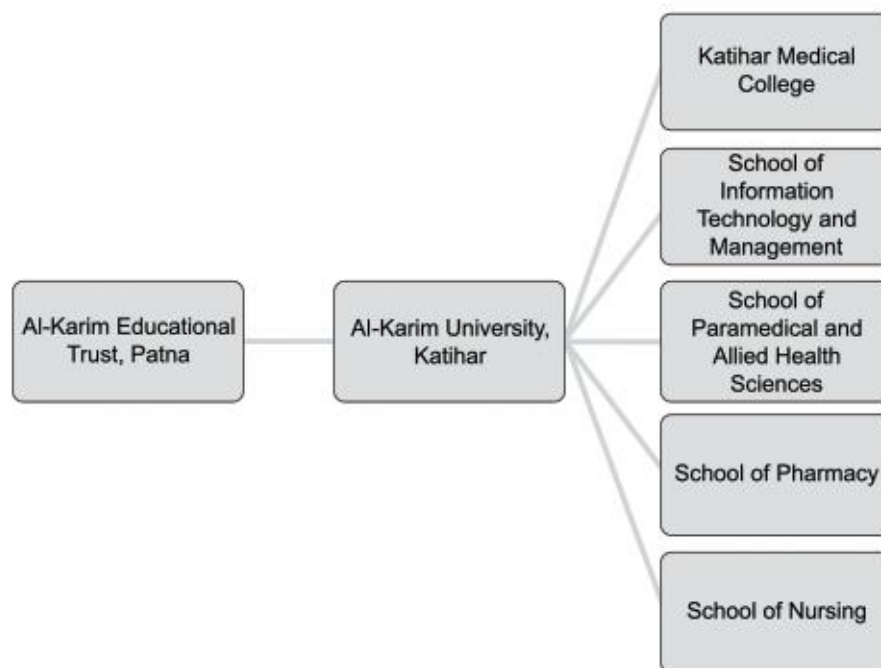 Katihar Medical
College
School of
Information
Technology and
Management
Al-Karim Educational
Trust, Patna
Al-Karim University,
Katihar
School of
Paramedical and
Allied Health
Sciences
School of Pharmacy
School of Nursing